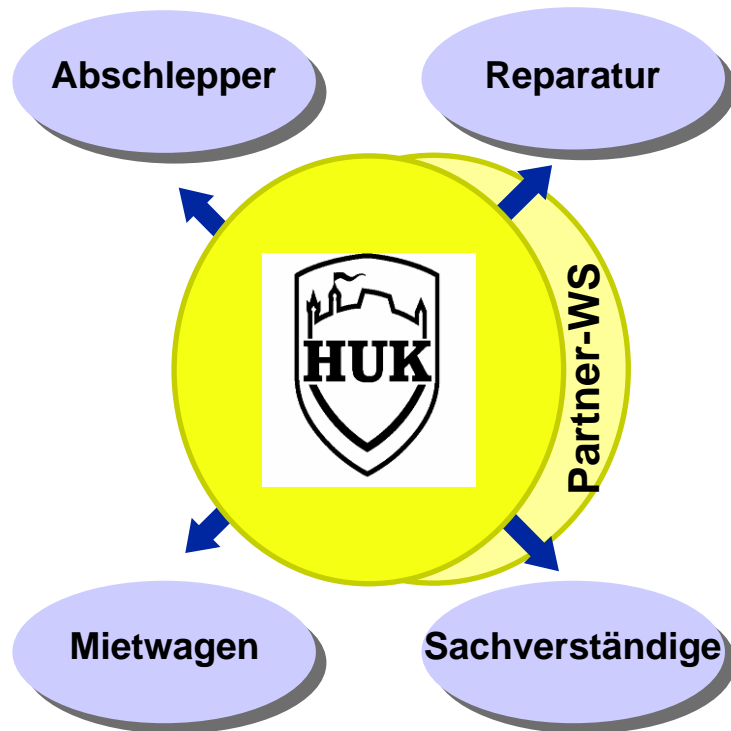 Abschlepper
Reparatur
HUK
Partner-WS
Mietwagen
Sachverständige